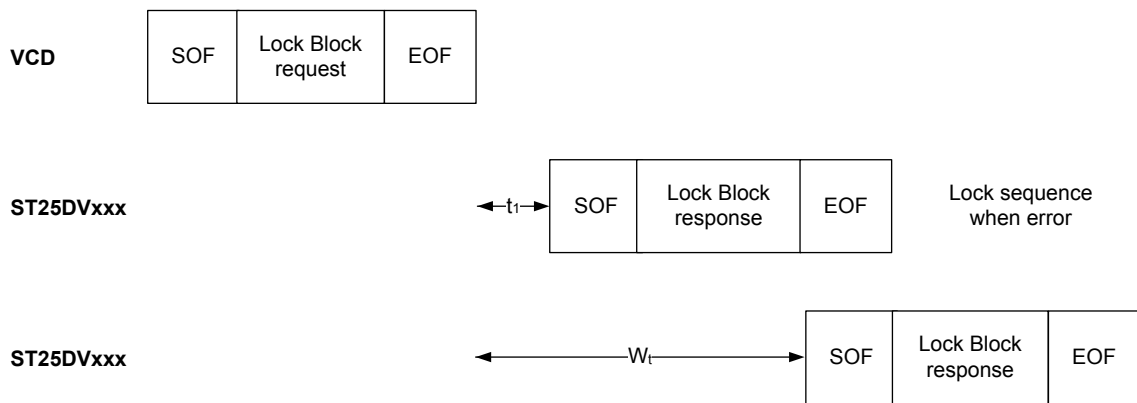 VCD
SOF
Lock Block
request
EOF
ST25DVxxx
t1
SOF
Lock Block
response
EOF
Lock sequence
when error
ST25DVxxx
Wt
SOF
Lock Block
response
EOF